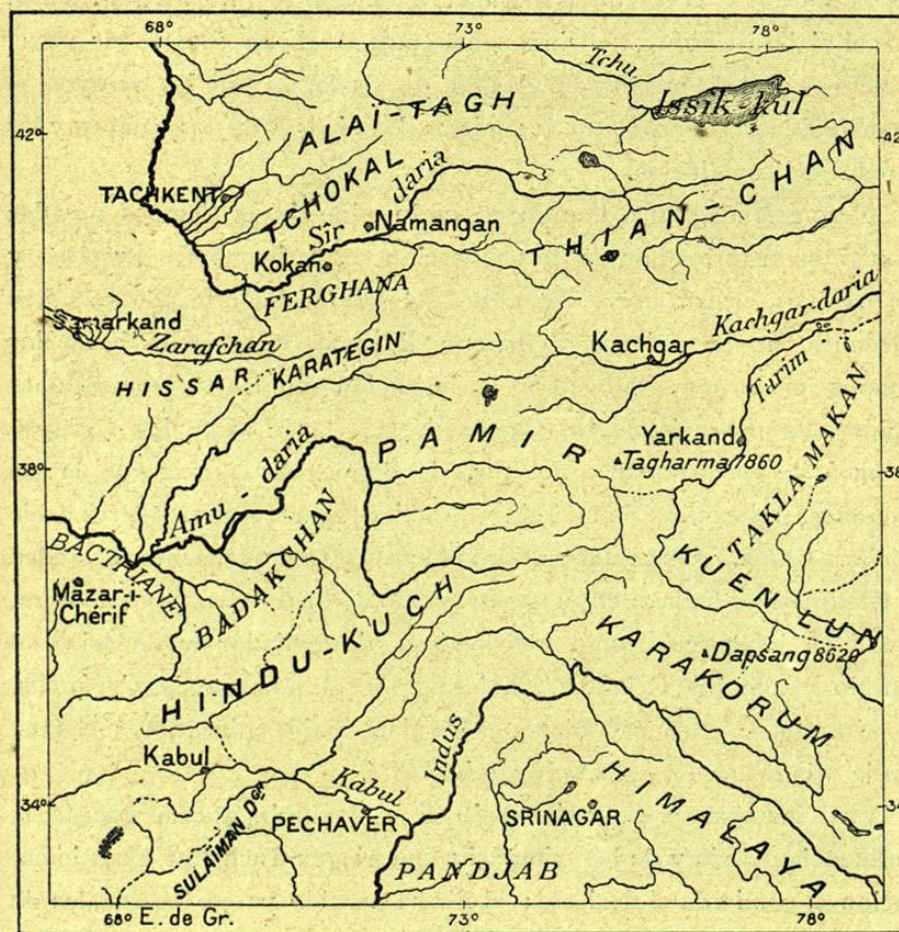 68°
73°
78°
Tchu
Issik-kul
42°
42°
ALAÏ-TAGH
TCHOKAL
TACHKENT
Sîr daria
Namangan
THIAN-CHAN
Kokan
FERGHANA
Samarkand
Zarafchan
Kachgar
Kachgar-daria
Tarim
HISSAR
KARATEGIN
PAMIR
Yarkand
Tagharma 7860
TAKLA MAKAN
38°
38
Amu-daria
BACTRIANE
BADAKCHAN
Mazar-i-
Chérif
KUEN LUN
HINDU-KUCH
KARAKORUM
Dapsang 8620
Indus
Kabul
Kabul
HIMALAYA
34°
34°
SULAIMAN Dgh
PECHAVER
SRINAGAR
PANDJAB
68° E. de Gr.
73°
78°